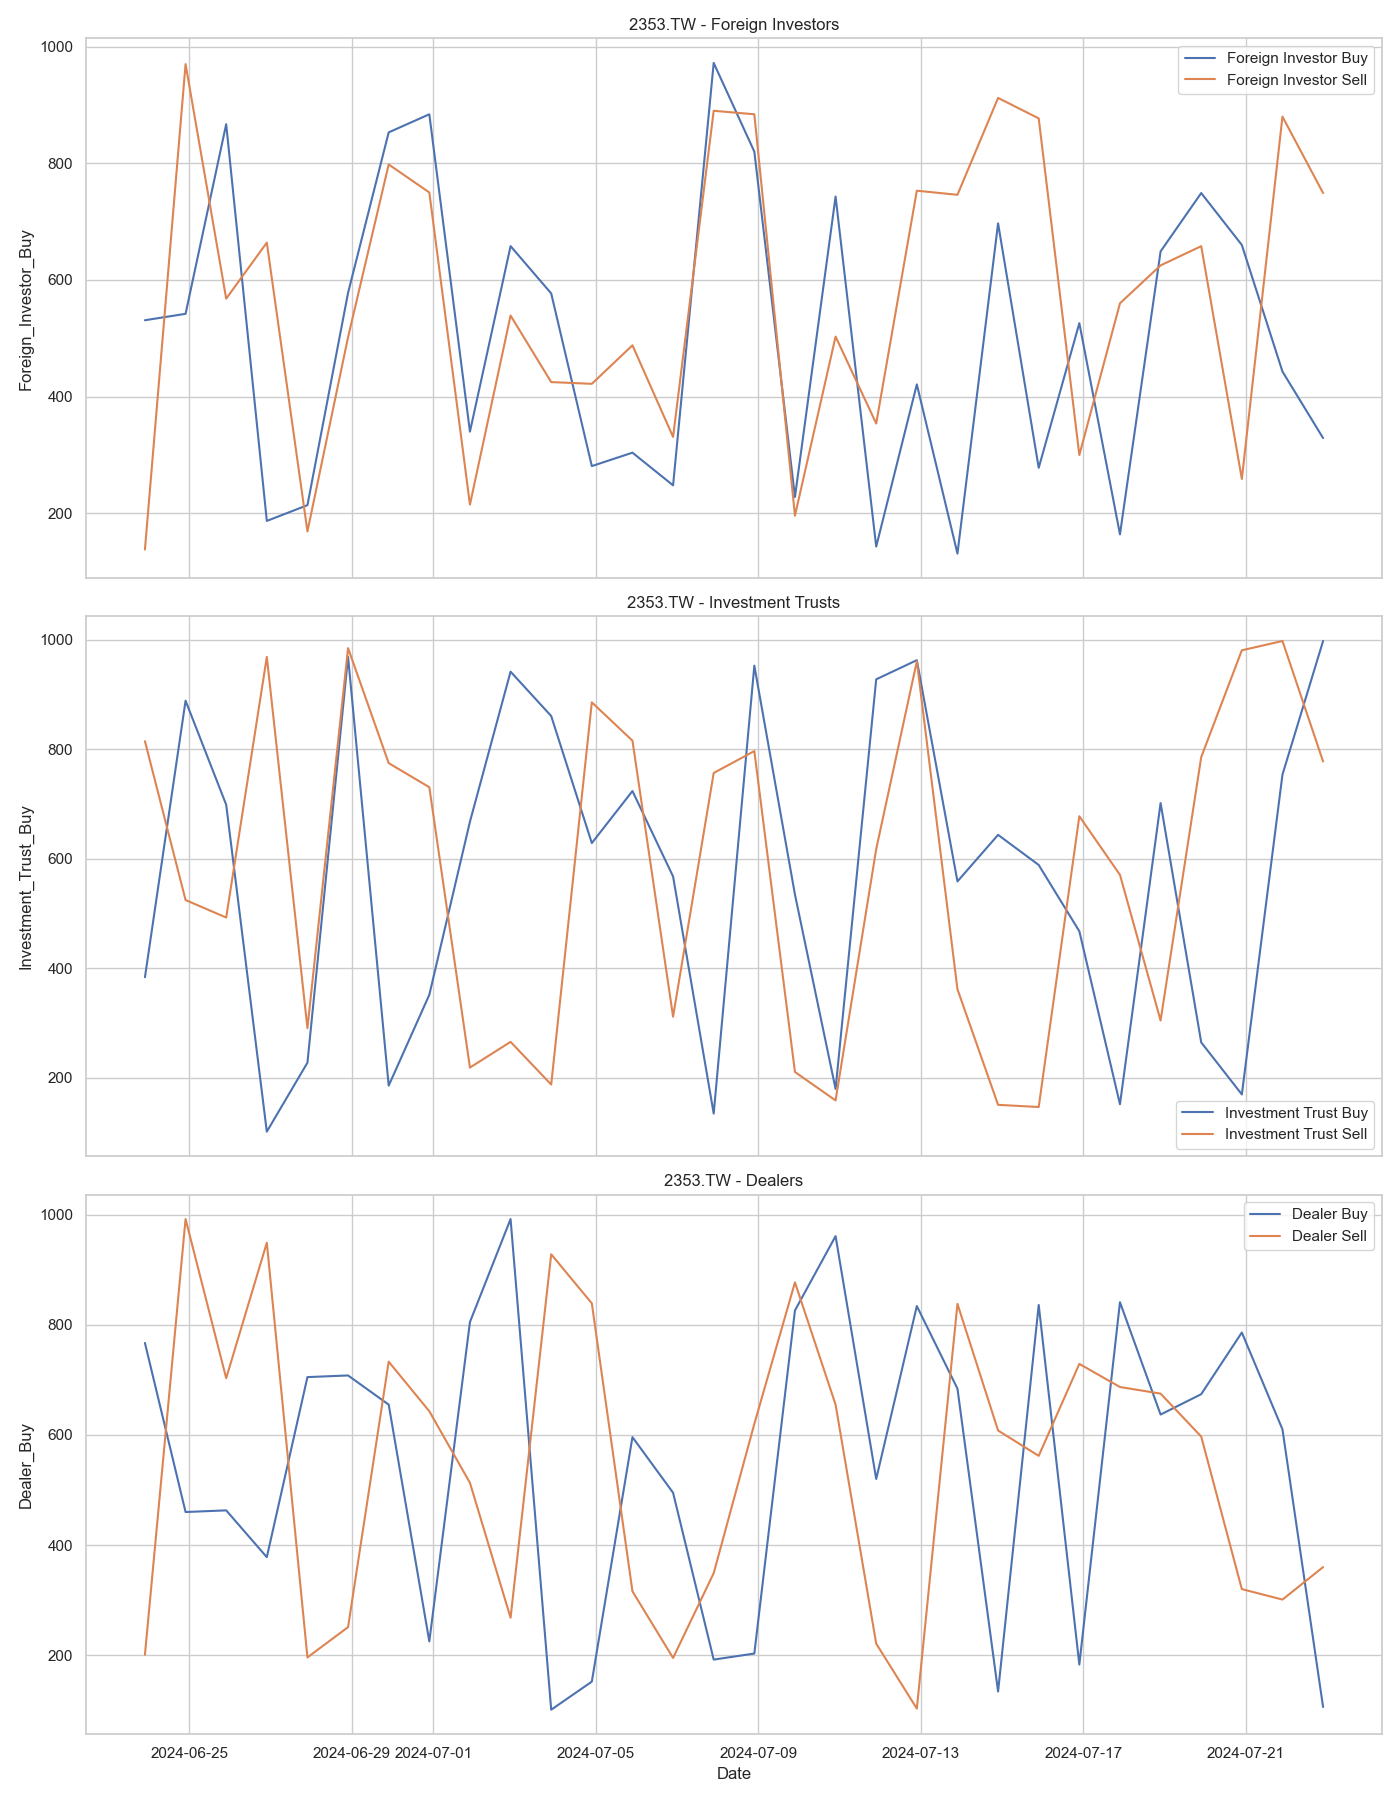 2353.TW - Foreign Investors
Foreign_Investor_Buy
1000
800
600
400
200
Foreign Investor Buy
Foreign Investor Sell
2353.TW - Investment Trusts
Investment_Trust_Buy
1000
800
600
400
200
Investment Trust Buy
Investment Trust Sell
2353.TW - Dealers
Dealer_Buy
1000
800
600
400
200
Dealer Buy
Dealer Sell
2024-06-25 2024-06-29 2024-07-01 2024-07-05 2024-07-09 2024-07-13 2024-07-17 2024-07-21
Date